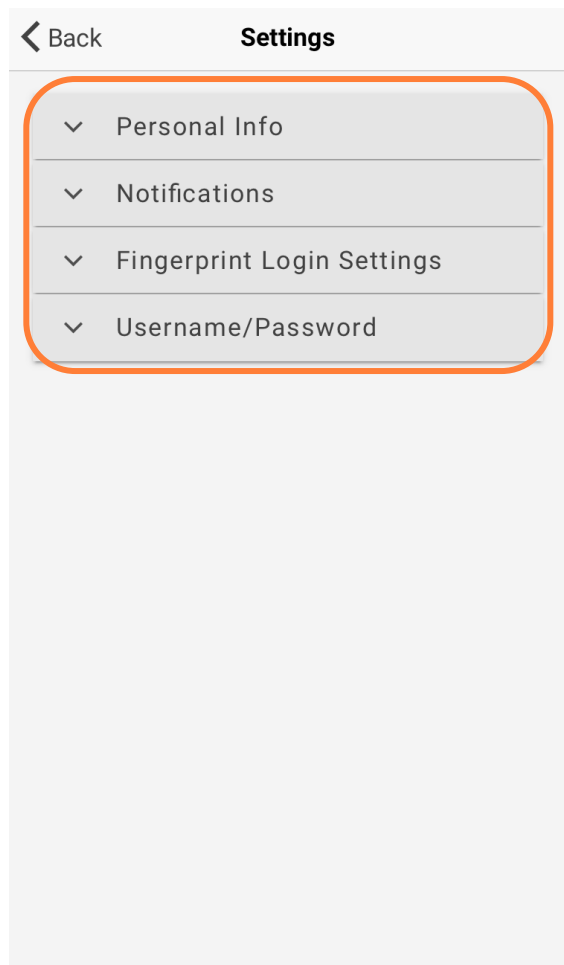 Back
Settings
Personal Info
Notifications
Fingerprint Login Settings
Username/Password